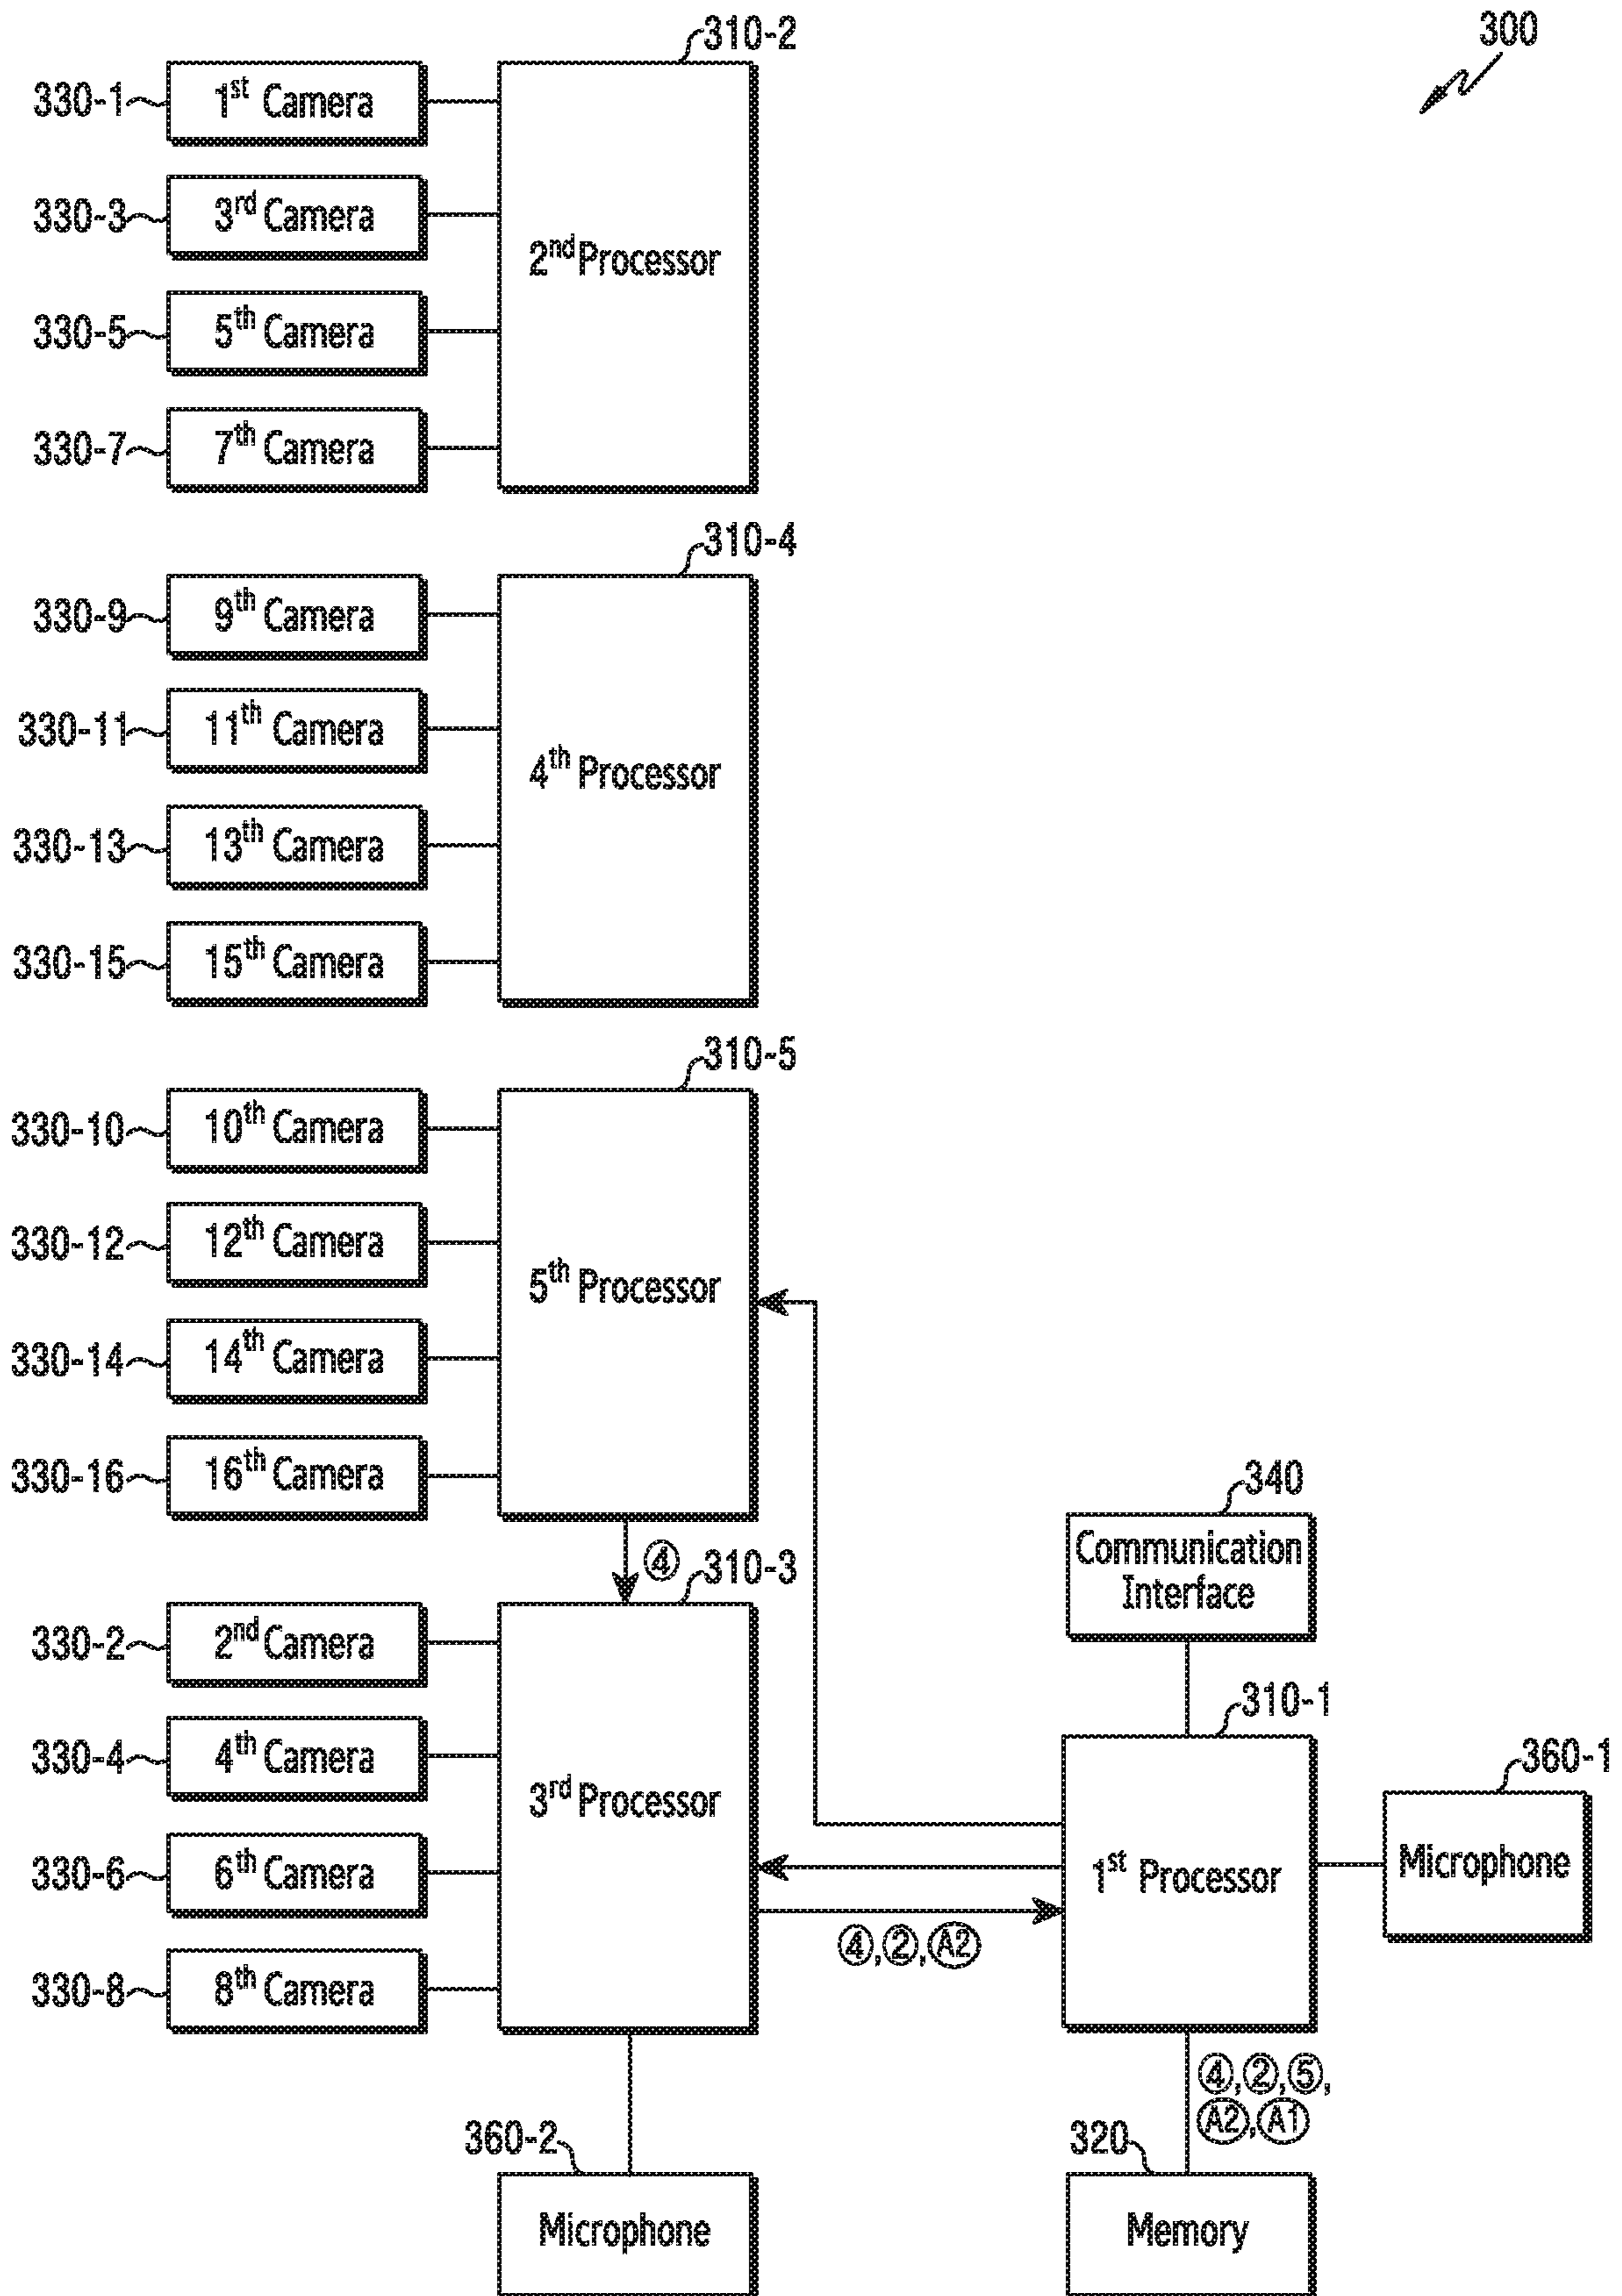 300
310-2
330-1
1st Camera
330-3
3rd Camera
330-5
5th Camera
330-7
7th Camera
2nd Processor
310-4
330-9
9th Camera
330-11
11th Camera
330-13
13th Camera
330-15
15th Camera
4th Processor
310-5
330-10
10th Camera
330-12
12th Camera
330-14
14th Camera
330-16
16th Camera
5th Processor
④
310-3
330-2
2nd Camera
330-4
4th Camera
330-6
6th Camera
330-8
8th Camera
3rd Processor
④,②,Ⓐ2
340
Communication
Interface
310-1
1st Processor
360-1
Microphone
④,②,⑤,
A2,A1
360-2
Microphone
320
Memory